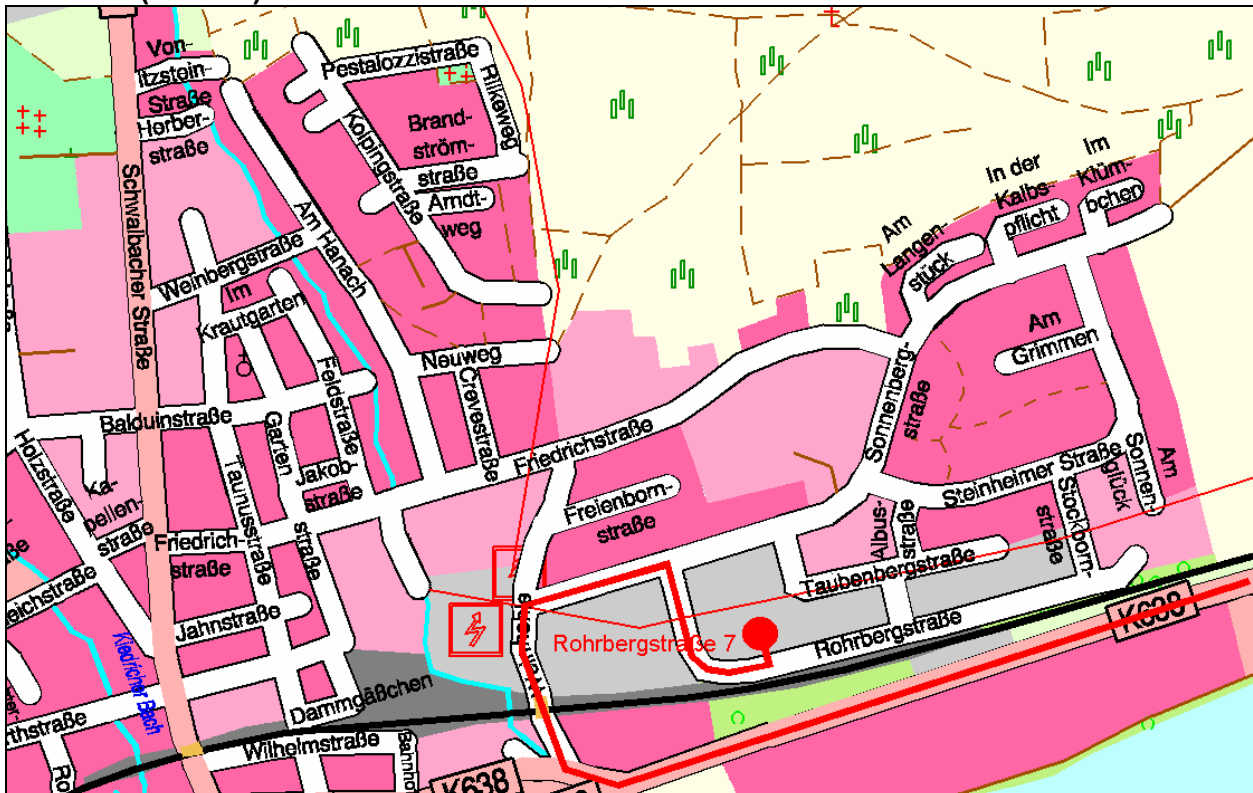 Von-
Itzstein-
Straße
Herber-
straße
Schwalbacher Straße
Pestalozzistraße
Rilkeweg
Kolpingstraße
Brand-
ström-
straße
Arndt-
weg
Am Hanach
Weinbergstraße
Im
Krautgarten
Feldstraße
Neuweg
Crevestraße
Balduinstraße
Holzstraße
Ka-
pellen-
straße
Taunusstraße
Garten
straße
Jakob-
straße
Friedrich-
straße
Friedrichstraße
Jahnstraße
Kiedricher Bach
Dammgäßchen
Wilhelmstraße
K638
Freienborn-
straße
Sonnenberg-
straße
Am
Langen-
stück
In der
Kalbs-
pflicht
Im
Klüm-
bchen
Am
Grimmen
Am
Sonnen-
glück
Steinheimer Straße
Stockborn-
straße
Albus-
straße
Taubenbergstraße
Rohrbergstraße
Rohrbergstraße 7
K638